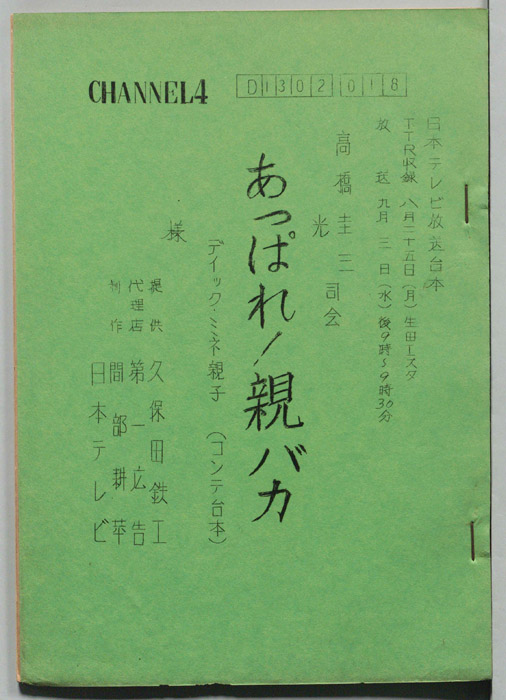 CHANNEL4
D1302018
日本テレビ放送台本
VTR収録 八月二十五日(月)生田スタ
放送 九月三日(水)後9時~9時30分
高橋圭三司会
光
あっぱれ!親バカ
ディック・ミネ親子 (コンテ台本)
様
提供 久保田鉄工
代理店 第一広告
制作 間部耕苹
日本テレビ